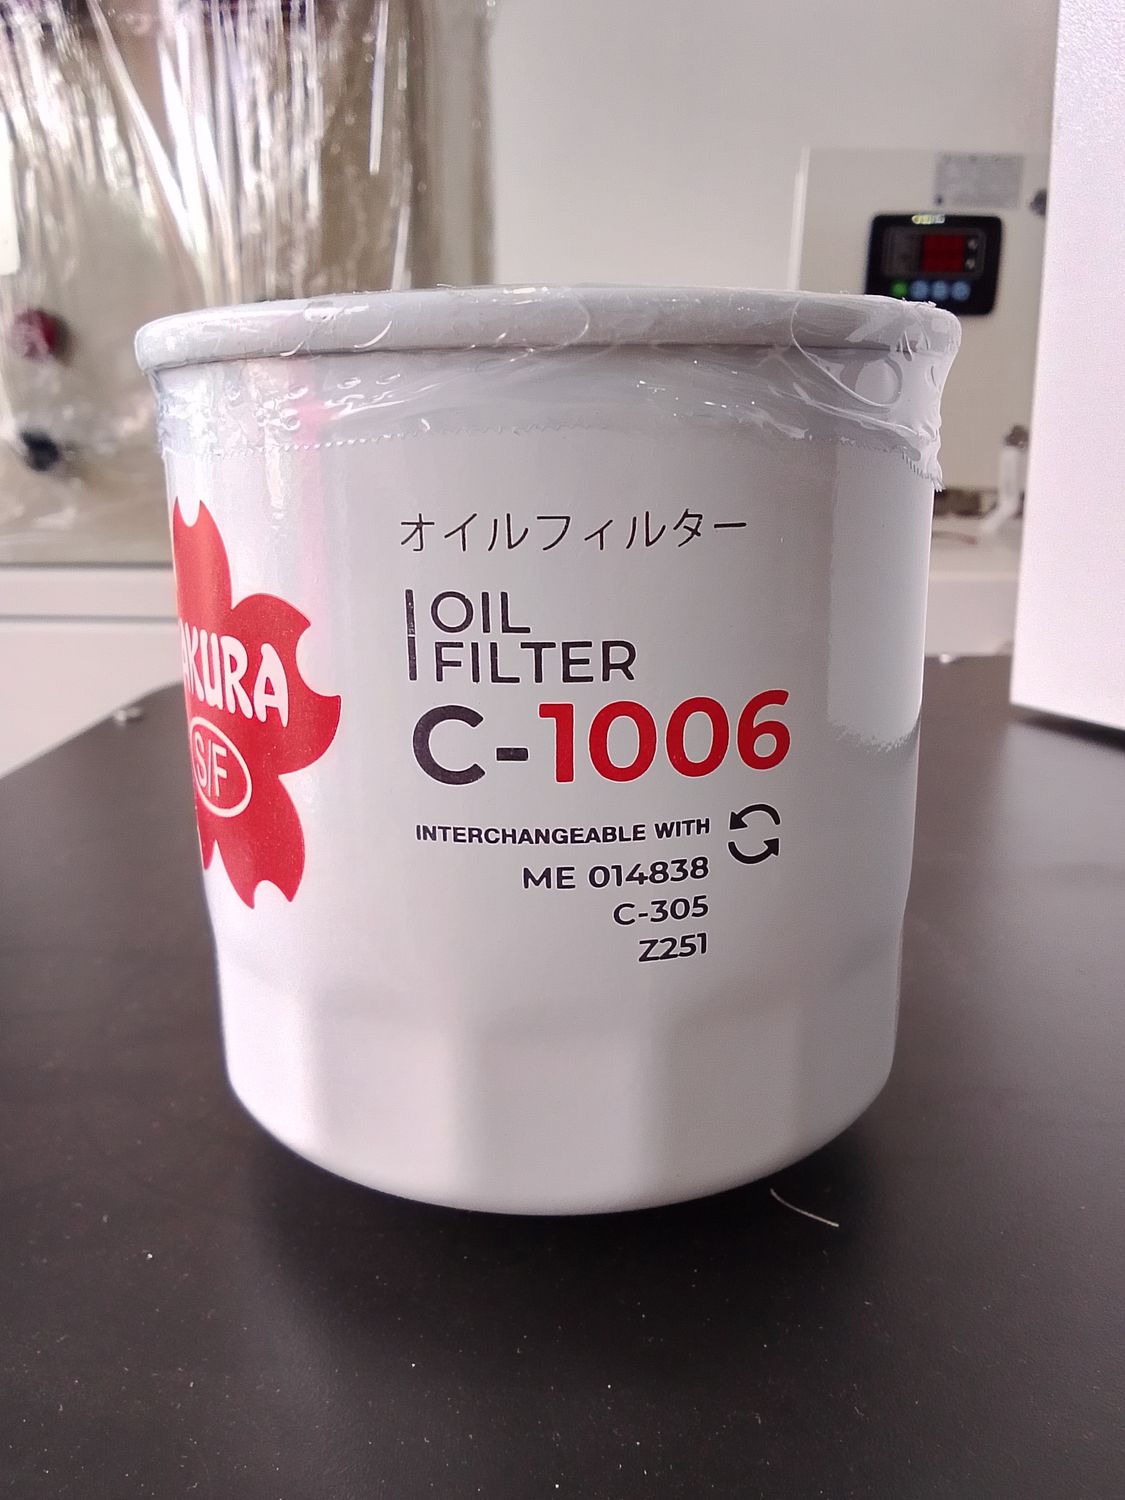 オイルフィルター
OIL
FILTER
C-1006
AKURA
S/F
INTERCHANGEABLE WITH
ME 014838
C-305
Z251